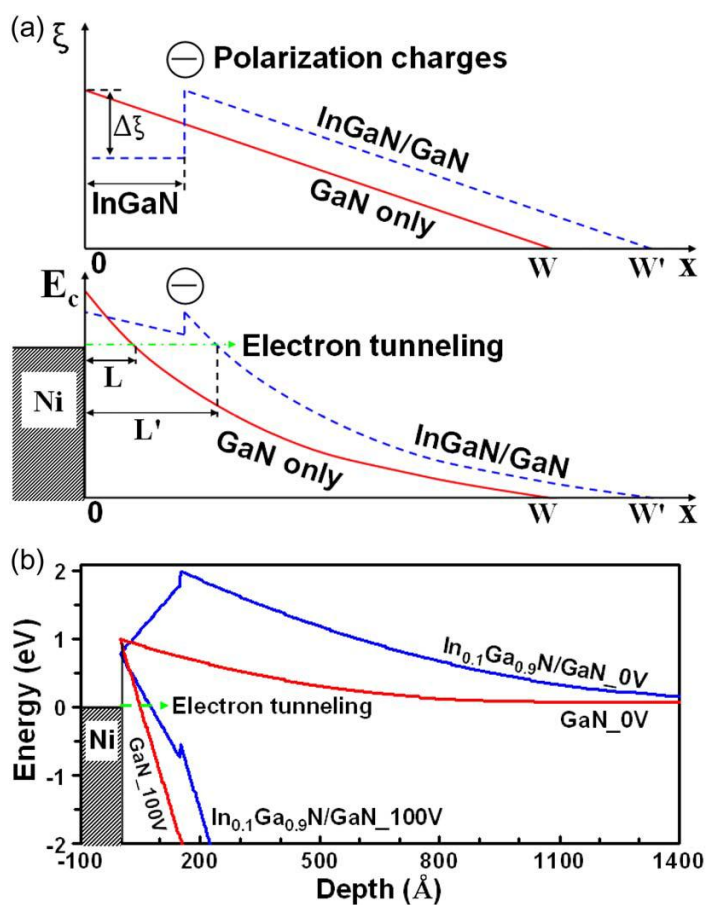 (a)
ξ
⊖ Polarization charges
Δξ
InGaN/GaN
InGaN
GaN only
0
W
W'
x
E_c
⊖
Electron tunneling
L
Ni
L'
GaN only
InGaN/GaN
0
W
W'
x
(b)
2
1
0
-1
-2
Energy (eV)
In₀.₁Ga₀.₉N/GaN_0V
Electron tunneling
GaN_0V
Ni
GaN_100V
In₀.₁Ga₀.₉N/GaN_100V
-100
200
500
800
1100
1400
Depth (Å)